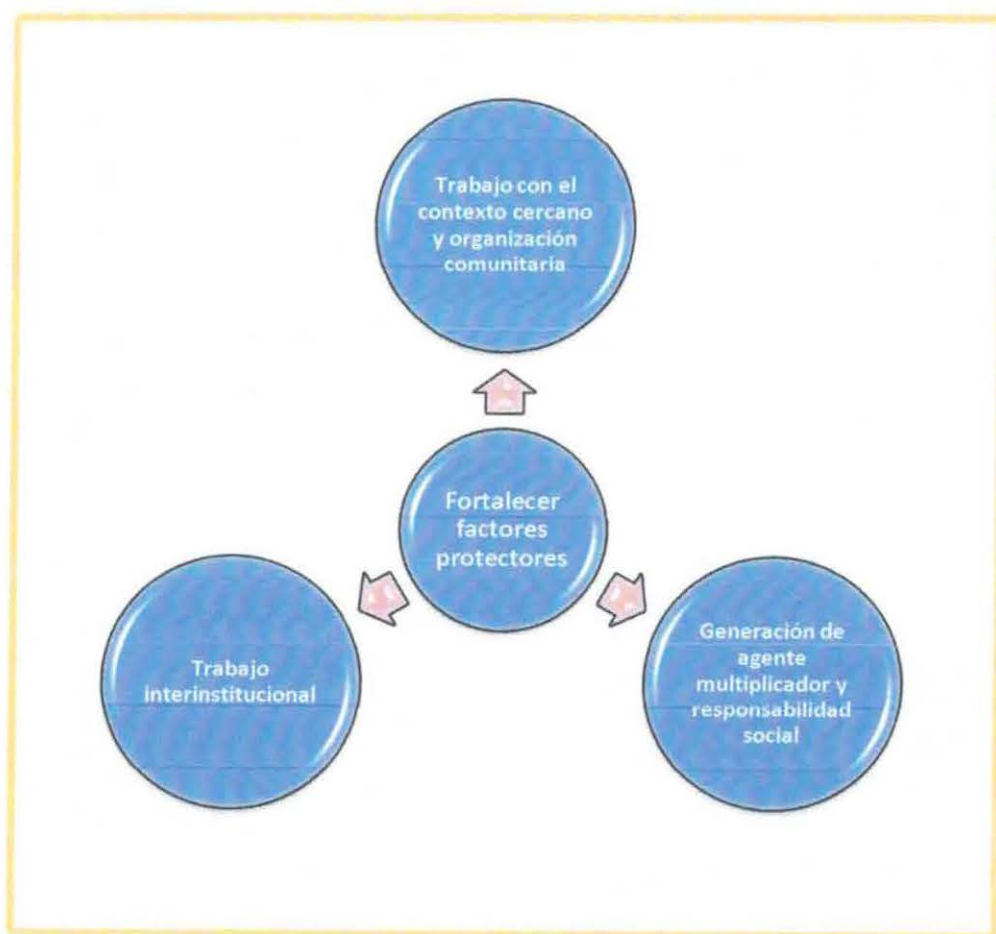 Trabajo con el
contexto cercano
y organización
comunitaria
Fortalecer
factores
protectores
Trabajo
interinstitucional
Generación de
agente
multiplicador y
responsabilidad
social